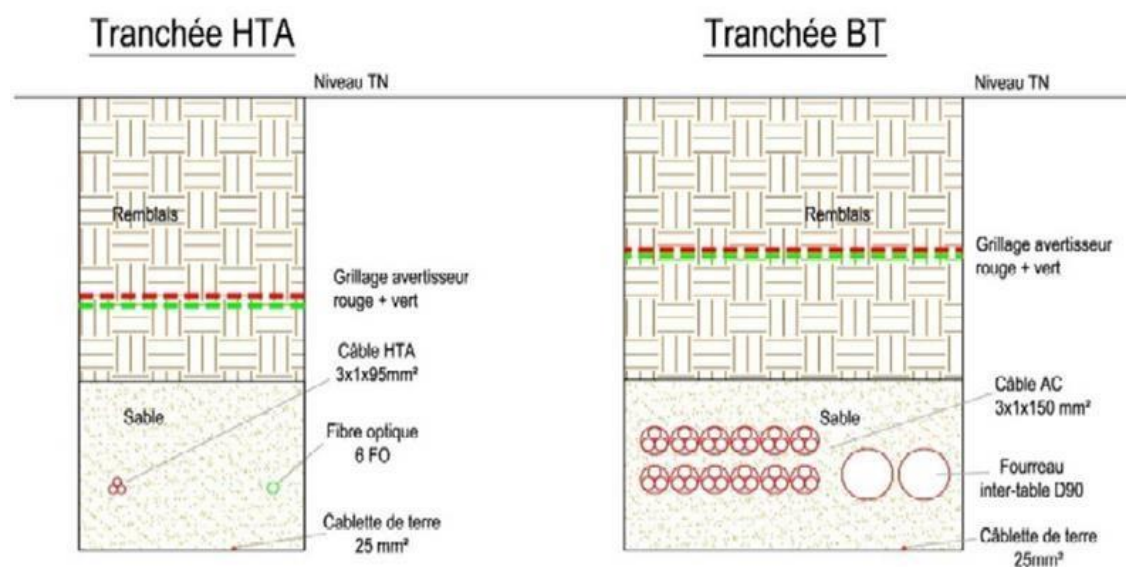 Tranchée HTA
Niveau TN
Remblais
Grillage avertisseur
rouge + vert
Câble HTA
3x1x95mm²
Sable
Fibre optique
6 FO
Cablette de terre
25 mm²
Tranchée BT
Niveau TN
Remblais
Grillage avertisseur
rouge + vert
Câble AC
3x1x150 mm²
Sable
Fourreau
inter-table D90
Câblette de terre
25mm²